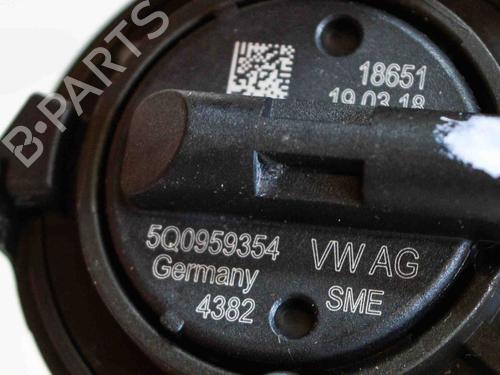 B-PARTS
18651
19.03.18
5Q0959354 VW AG
Germany
4382 SME